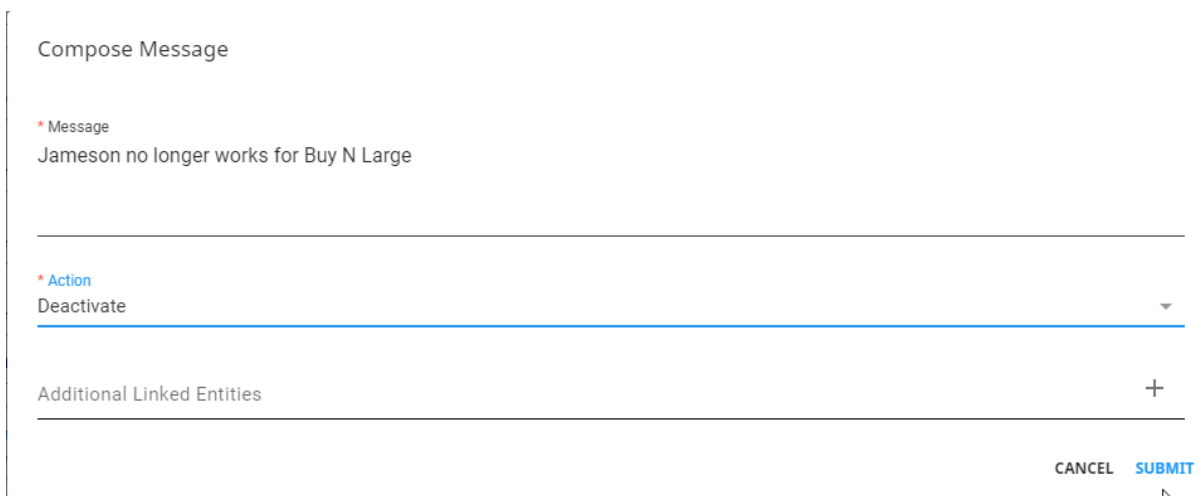 Compose Message
* Message
Jameson no longer works for Buy N Large
* Action
Deactivate
Additional Linked Entities
CANCEL SUBMIT